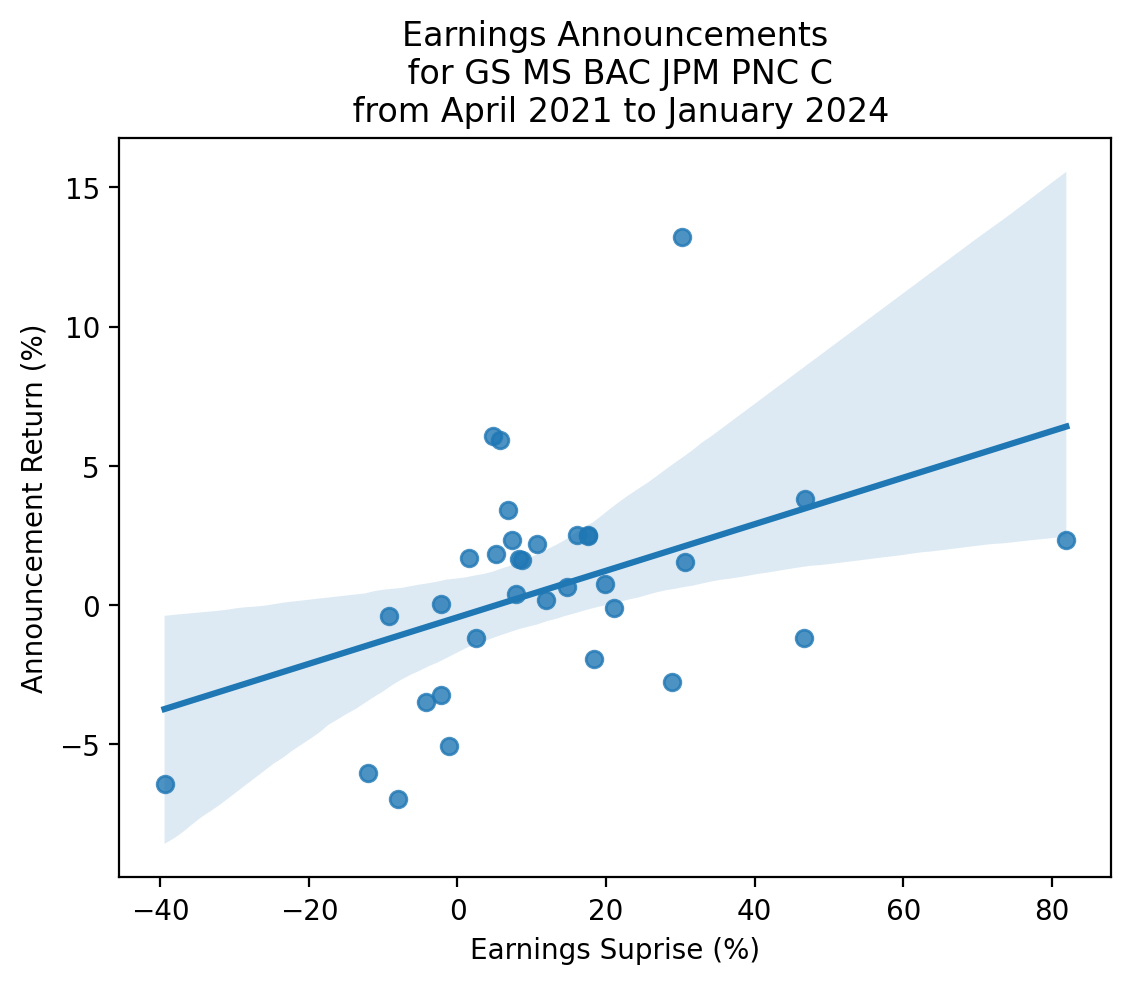 Earnings Announcements
for GS MS BAC JPM PNC C
from April 2021 to January 2024
15
10
5
0
−5
Announcement Return (%)
−40
−20
0
20
40
60
80
Earnings Suprise (%)